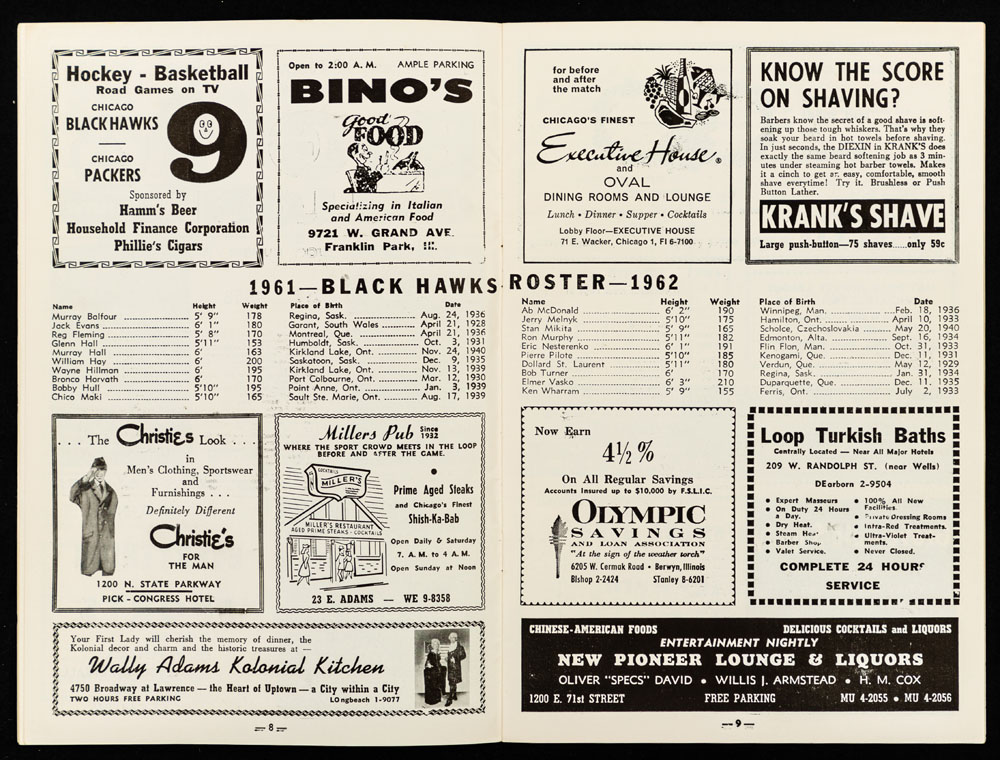 Hockey - Basketball
Road Games on TV
CHICAGO
BLACK HAWKS
CHICAGO
PACKERS
9
Sponsored by
Hamm's Beer
Household Finance Corporation
Phillie's Cigars
Open to 2:00 A. M. AMPLE PARKING
BINO'S
Good
FOOD
Specializing in Italian
and American Food
9721 W. GRAND AVE.
Franklin Park, Ill.
for before
and after
the match
CHICAGO'S FINEST
Executive House®
and
OVAL
DINING ROOMS AND LOUNGE
Lunch • Dinner • Supper • Cocktails
Lobby Floor—EXECUTIVE HOUSE
71 E. Wacker, Chicago 1, FI 6-7100
KNOW THE SCORE
ON SHAVING?
Barbers know the secret of a good shave is soft-
ening up those tough whiskers. That's why they
soak your beard in hot towels before shaving.
In just seconds, the DIEXIN in KRANK'S does
exactly the same beard softening job as 3 min-
utes under steaming hot barber towels. Makes
it a cinch to get an easy, comfortable, smooth
shave everytime! Try it. Brushless or Push
Button Lather.
KRANK'S SHAVE
Large push-button—75 shaves......only 59c
1961—BLACK HAWKS ROSTER—1962
Name Height Weight Place of Birth Date
Murray Balfour 5' 9" 178 Regina, Sask. Aug. 24, 1936
Jack Evans 6' 1" 180 Garant, South Wales April 21, 1928
Reg Fleming 5' 8" 170 Montreal, Que. April 21, 1936
Glenn Hall 5'11" 153 Humboldt, Sask. Oct. 3, 1931
Murray Hall 6' 163 Kirkland Lake, Ont. Nov. 24, 1940
William Hay 6' 200 Saskatoon, Sask. Dec. 9, 1935
Wayne Hillman 6' 195 Kirkland Lake, Ont. Nov. 13, 1939
Bronco Horvath 6' 170 Port Colbourne, Ont. Mar. 12, 1930
Bobby Hull 5'10" 195 Point Anne, Ont. Jan. 3, 1939
Chico Maki 5'10" 165 Sault Ste. Marie, Ont. Aug. 17, 1939
Name Height Weight Place of Birth Date
Ab McDonald 6' 2" 190 Winnipeg, Man. Feb. 18, 1936
Jerry Melnyk 5'10" 175 Hamilton, Ont. April 10, 1933
Stan Mikita 5' 9" 165 Scholce, Czechoslovakia May 20, 1940
Ron Murphy 5'11" 182 Edmonton, Alta. Sept. 16, 1934
Eric Nesterenko 6' 1" 191 Flin Flon, Man. Oct. 31, 1933
Pierre Pilote 5'10" 185 Kenogami, Que. Dec. 11, 1931
Dollard St. Laurent 5'11" 180 Verdun, Que. May 12, 1929
Bob Turner 6' 170 Regina, Sask. Jan. 31, 1934
Elmer Vasko 6' 3" 210 Duparquette, Que. Dec. 11, 1935
Ken Wharram 5' 9" 155 Ferris, Ont. July 2, 1933
. . . The Christie's Look . . .
in
Men's Clothing, Sportswear
and
Furnishings . . .
Definitely Different
Christie's
FOR
THE MAN
1200 N. STATE PARKWAY
PICK - CONGRESS HOTEL
Millers Pub Since 1932
WHERE THE SPORT CROWD MEETS IN THE LOOP
BEFORE AND AFTER THE GAME.
COCKTAILS
MILLER'S
MILLER'S RESTAURANT
AGED PRIME STEAKS - COCKTAILS
Prime Aged Steaks
and Chicago's Finest
Shish-Ka-Bab
Open Daily & Saturday
7. A. M. to 4 A. M.
Open Sunday at Noon
23 E. ADAMS — WE 9-8358
Now Earn
4½ %
On All Regular Savings
Accounts Insured up to $10,000 by F.S.L.I.C.
OLYMPIC
SAVINGS
AND LOAN ASSOCIATION
"At the sign of the weather torch"
6205 W. Cermak Road • Berwyn, Illinois
BIshop 2-2424 STanley 8-6201
Loop Turkish Baths
Centrally Located — Near All Major Hotels
209 W. RANDOLPH ST. (near Wells)
DEarborn 2-9504
• Expert Masseurs
• On Duty 24 Hours
a Day.
• Dry Heat.
• Steam Heat
• Barber Shop
• Valet Service.
• 100% All New
Facilities.
• Private Dressing Rooms
• Infra-Red Treatments.
• Ultra-Violet Treat-
ments.
• Never Closed.
COMPLETE 24 HOUR
SERVICE
Your First Lady will cherish the memory of dinner, the
Kolonial decor and charm and the historic treasures at —
Wally Adams Kolonial Kitchen
4750 Broadway at Lawrence — the Heart of Uptown — a City within a City
TWO HOURS FREE PARKING LOngbeach 1-9077
CHINESE-AMERICAN FOODS DELICIOUS COCKTAILS and LIQUORS
ENTERTAINMENT NIGHTLY
NEW PIONEER LOUNGE & LIQUORS
OLIVER "SPECS" DAVID • WILLIS J. ARMSTEAD • H. M. COX
1200 E. 71st STREET FREE PARKING MU 4-2055 • MU 4-2056
— 8 —
— 9 —